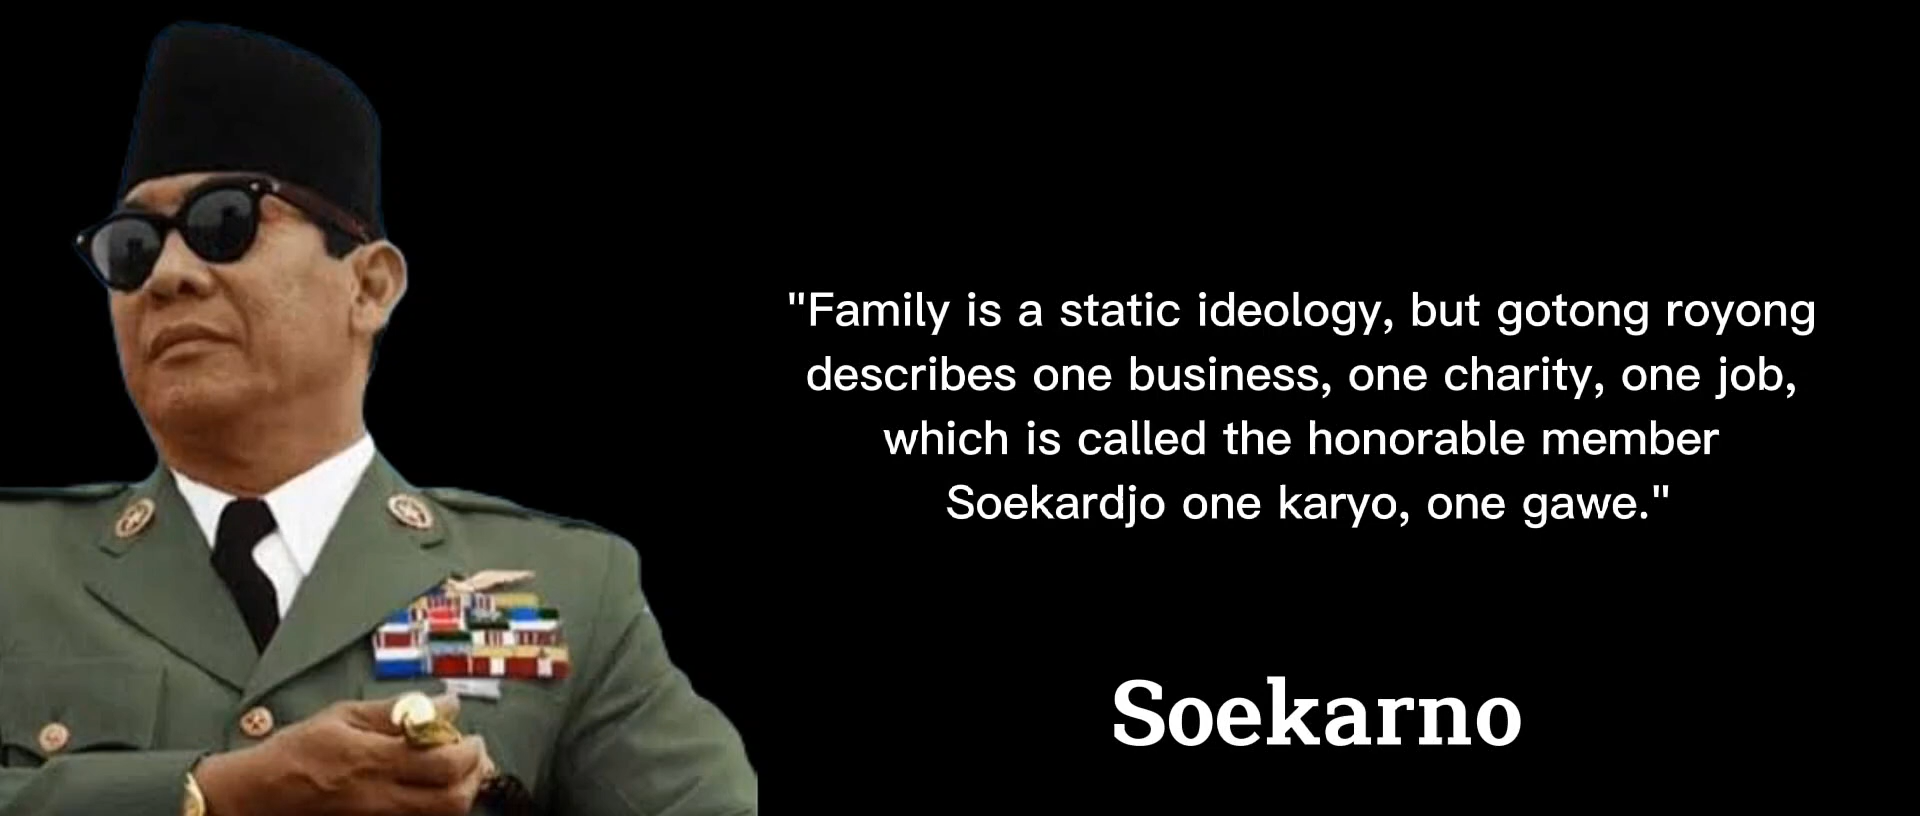 "Family is a static ideology, but gotong royong
describes one business, one charity, one job,
which is called the honorable member
Soekardjo one karyo, one gawe."
Soekarno